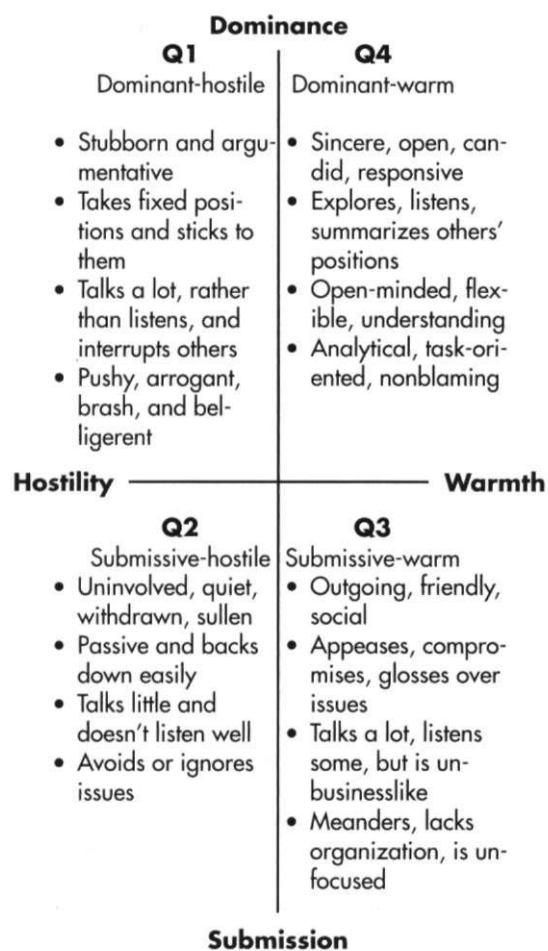 Dominance
Q1
Dominant-hostile
• Stubborn and argu-
mentative
• Takes fixed posi-
tions and sticks to
them
• Talks a lot, rather
than listens, and
interrupts others
• Pushy, arrogant,
brash, and bel-
ligerent
Q4
Dominant-warm
• Sincere, open, can-
did, responsive
• Explores, listens,
summarizes others’
positions
• Open-minded, flex-
ible, understanding
• Analytical, task-ori-
ented, nonblaming
Hostility
Warmth
Q2
Submissive-hostile
• Uninvolved, quiet,
withdrawn, sullen
• Passive and backs
down easily
• Talks little and
doesn’t listen well
• Avoids or ignores
issues
Q3
Submissive-warm
• Outgoing, friendly,
social
• Appeases, compro-
mises, glosses over
issues
• Talks a lot, listens
some, but is un-
businesslike
• Meanders, lacks
organization, is un-
focused
Submission